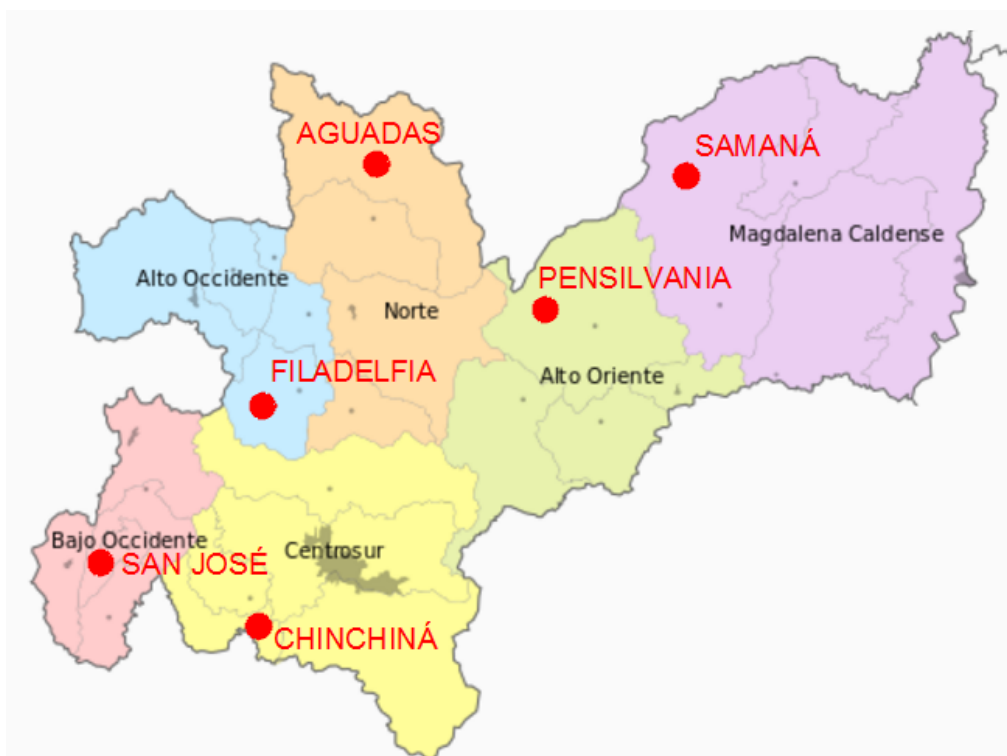 AGUADAS
SAMANÁ
Magdalena Caldense
Alto Occidente
PENSILVANIA
Norte
FILADELFIA
Alto Oriente
Bajo Occidente
SAN JOSÉ
Centrosur
CHINCHINÁ